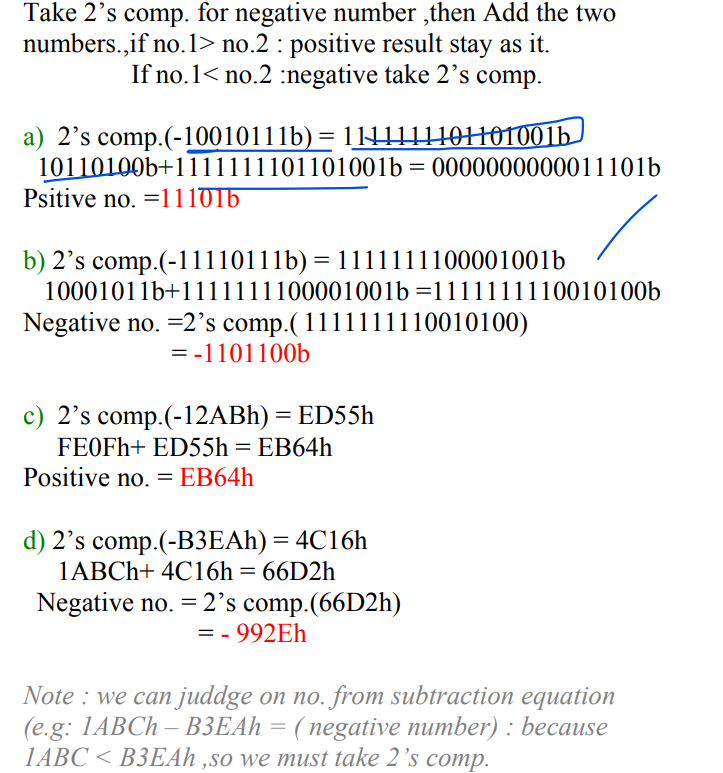 Take 2’s comp. for negative number ,then Add the two
numbers.,if no.1> no.2 : positive result stay as it.
If no.1< no.2 :negative take 2’s comp.
a) 2’s comp.(-10010111b) = 1111111101101001b
10110100b+1111111101101001b = 0000000000011101b
Psitive no. =11101b
b) 2’s comp.(-11110111b) = 1111111100001001b
10001011b+1111111100001001b =1111111110010100b
Negative no. =2’s comp.( 1111111110010100)
= -1101100b
c) 2’s comp.(-12ABh) = ED55h
FE0Fh+ ED55h = EB64h
Positive no. = EB64h
d) 2’s comp.(-B3EAh) = 4C16h
1ABCh+ 4C16h = 66D2h
Negative no. = 2’s comp.(66D2h)
= - 992Eh
Note : we can juddge on no. from subtraction equation
(e.g: 1ABCh – B3EAh = ( negative number) : because
1ABC < B3EAh ,so we must take 2’s comp.